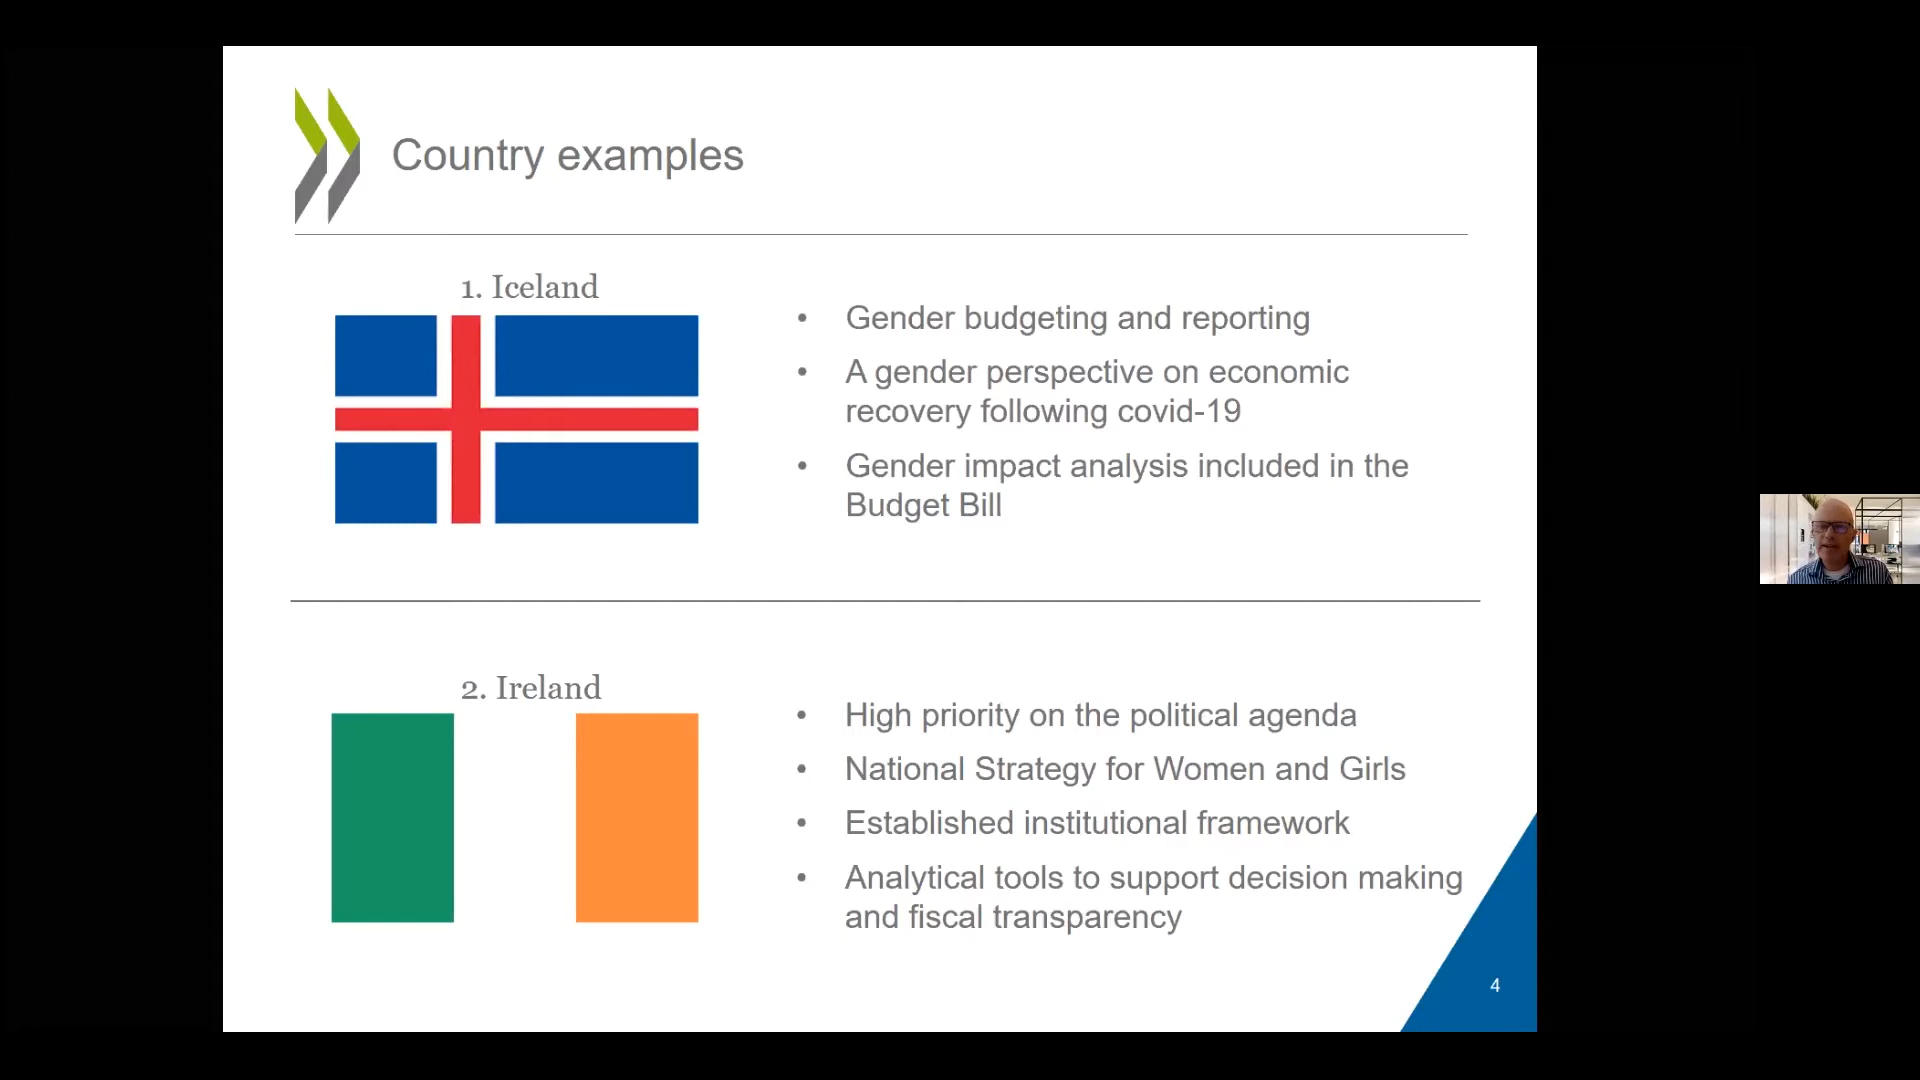 Country examples
1. Iceland
• Gender budgeting and reporting
• A gender perspective on economic
recovery following covid-19
• Gender impact analysis included in the
Budget Bill
2. Ireland
• High priority on the political agenda
• National Strategy for Women and Girls
• Established institutional framework
• Analytical tools to support decision making
and fiscal transparency
4